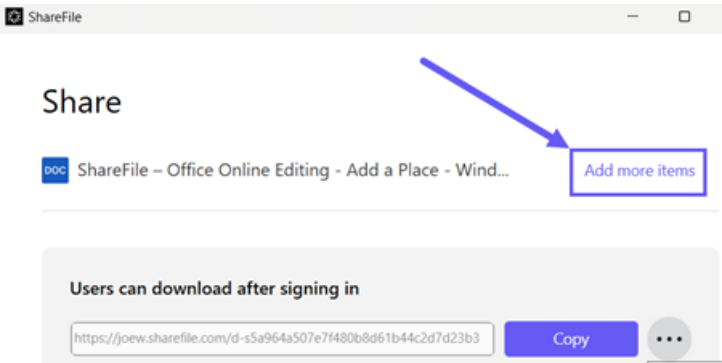 ShareFile
Share
DOC ShareFile – Office Online Editing - Add a Place - Wind... Add more items
Users can download after signing in
https://joew.sharefile.com/d-s5a964a507e7f480b8d61b44c2d7d23b3 Copy ...